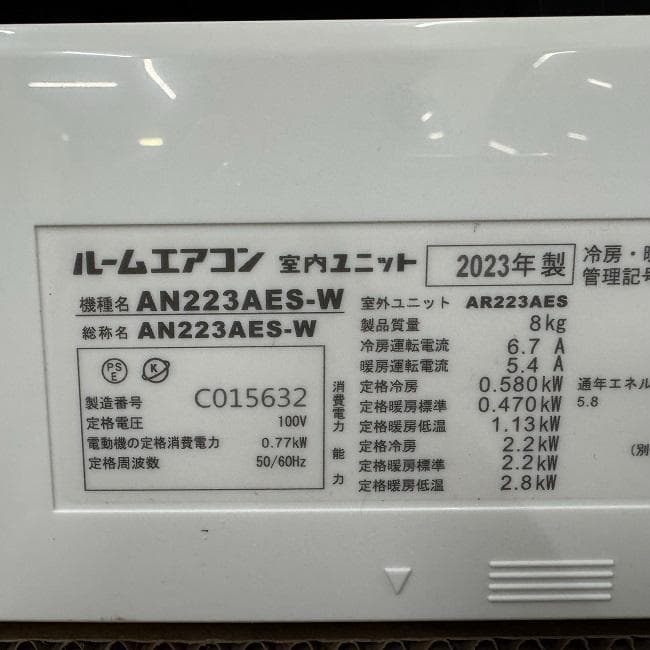 ルームエアコン 室内ユニット 2023年 製 冷房・暖
管理記号
機種名 AN223AES-W 室外ユニット AR223AES
総称名 AN223AES-W 製品質量 8kg
冷房運転電流 6.7 A
暖房運転電流 5.4 A
PS
E
K
製造番号 C015632
定格電圧 100V
電動機の定格消費電力 0.77kW
定格周波数 50/60Hz
消費電力
定格冷房 0.580kW
定格暖房標準 0.470kW
定格暖房低温 1.13kW
能力
定格冷房 2.2kW
定格暖房標準 2.2kW
定格暖房低温 2.8kW
通年エネル
5.8
(別